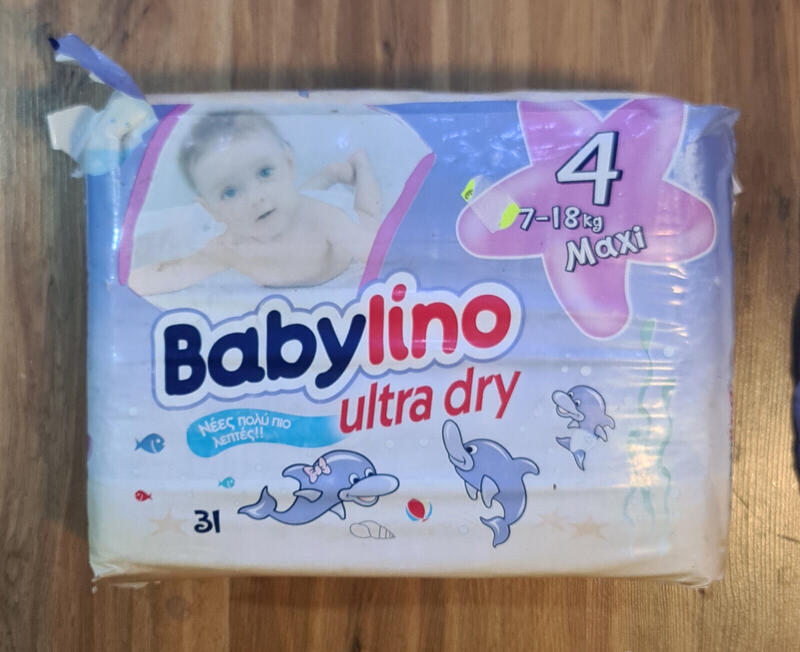 4
7-18kg
Maxi
Babylino
ultra dry
Νέες πολύ πιο
λεπτές!!
31